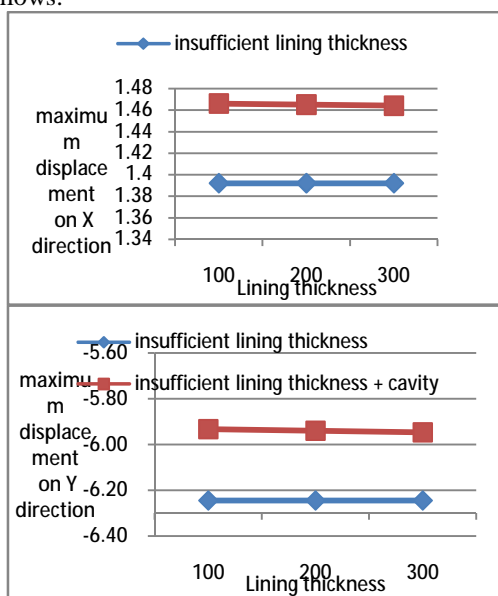 insufficient lining thickness
1.48
1.46
1.44
1.42
1.4
1.38
1.36
1.34
maximu
m
displace
ment
on X
direction
100 200 300
Lining thickness
insufficient lining thickness
insufficient lining thickness + cavity
-5.60
-5.80
-6.00
-6.20
-6.40
maximu
m
displace
ment
on Y
direction
100 200 300
Lining thickness